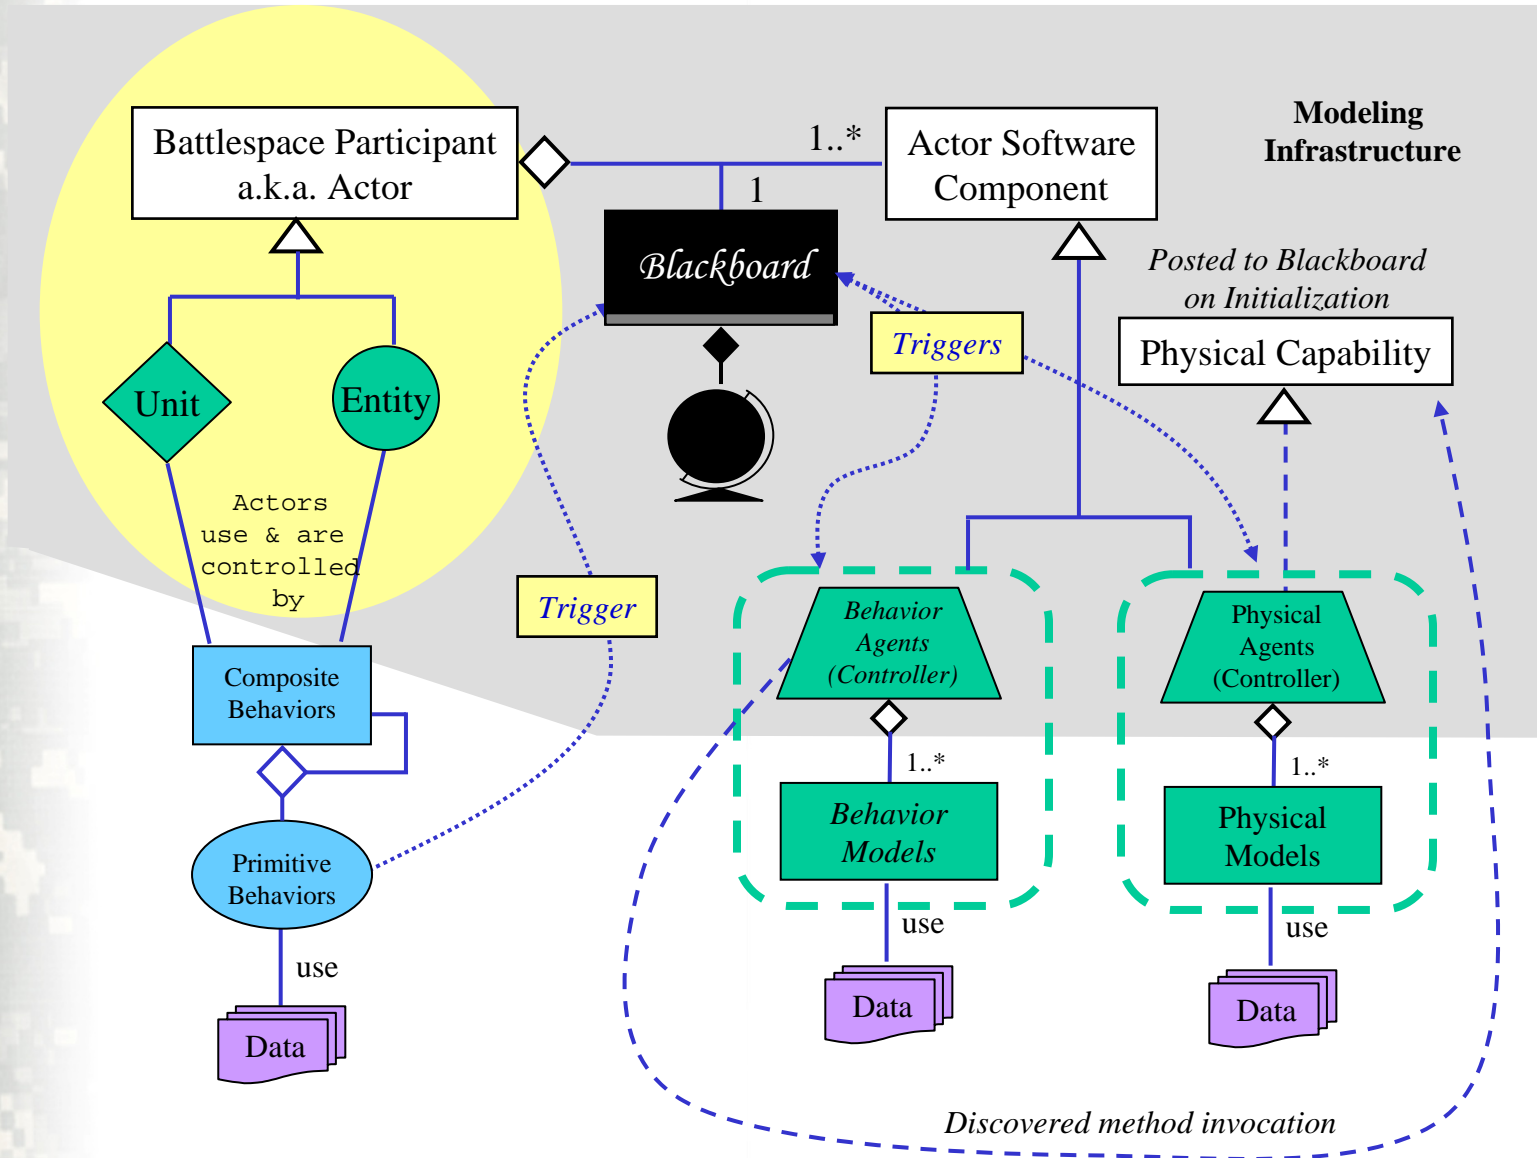 Modeling
Infrastructure
Battlespace Participant
a.k.a. Actor
1..*
1
Actor Software
Component
Blackboard
Triggers
Posted to Blackboard
on Initialization
Physical Capability
Unit
Entity
Actors
use & are
controlled
by
Trigger
Composite
Behaviors
Primitive
Behaviors
use
Data
Behavior
Agents
(Controller)
1..*
Behavior
Models
use
Data
Physical
Agents
(Controller)
1..*
Physical
Models
use
Data
Discovered method invocation